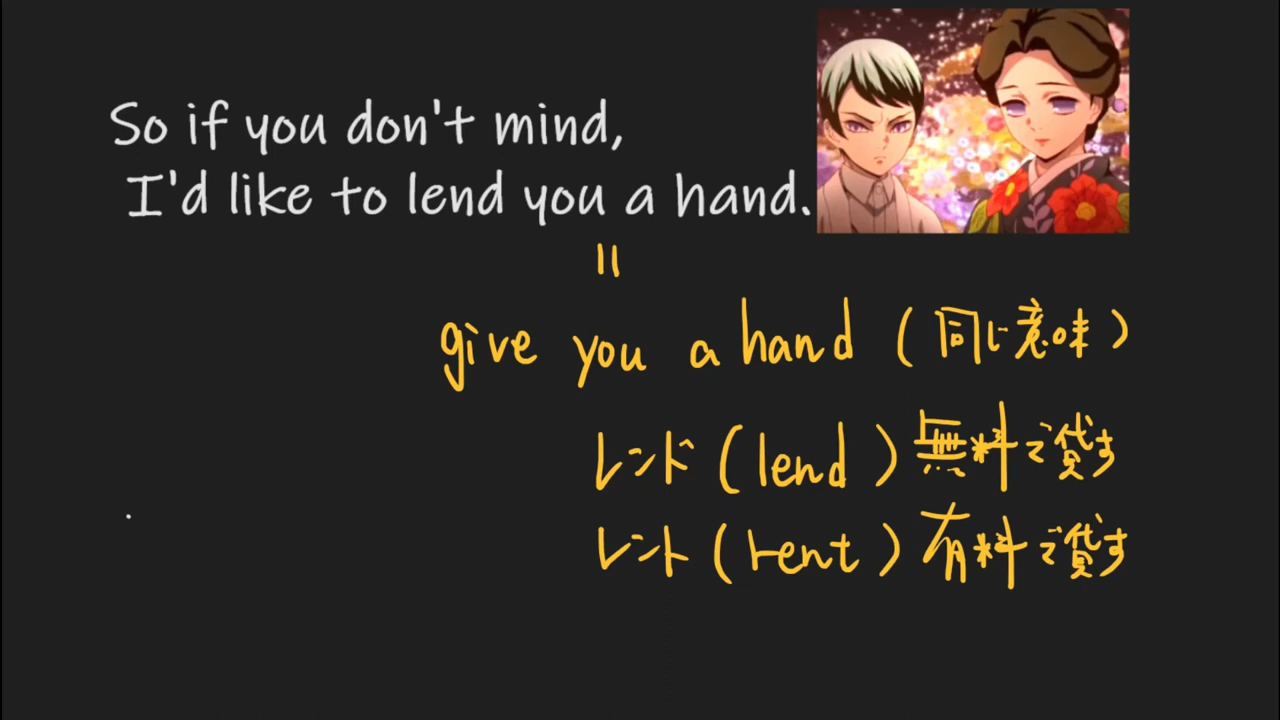 So if you don't mind,
I'd like to lend you a hand.
=
give you a hand (同じ意味)
レンド(lend)無料で貸す
レント(rent)有料で貸す